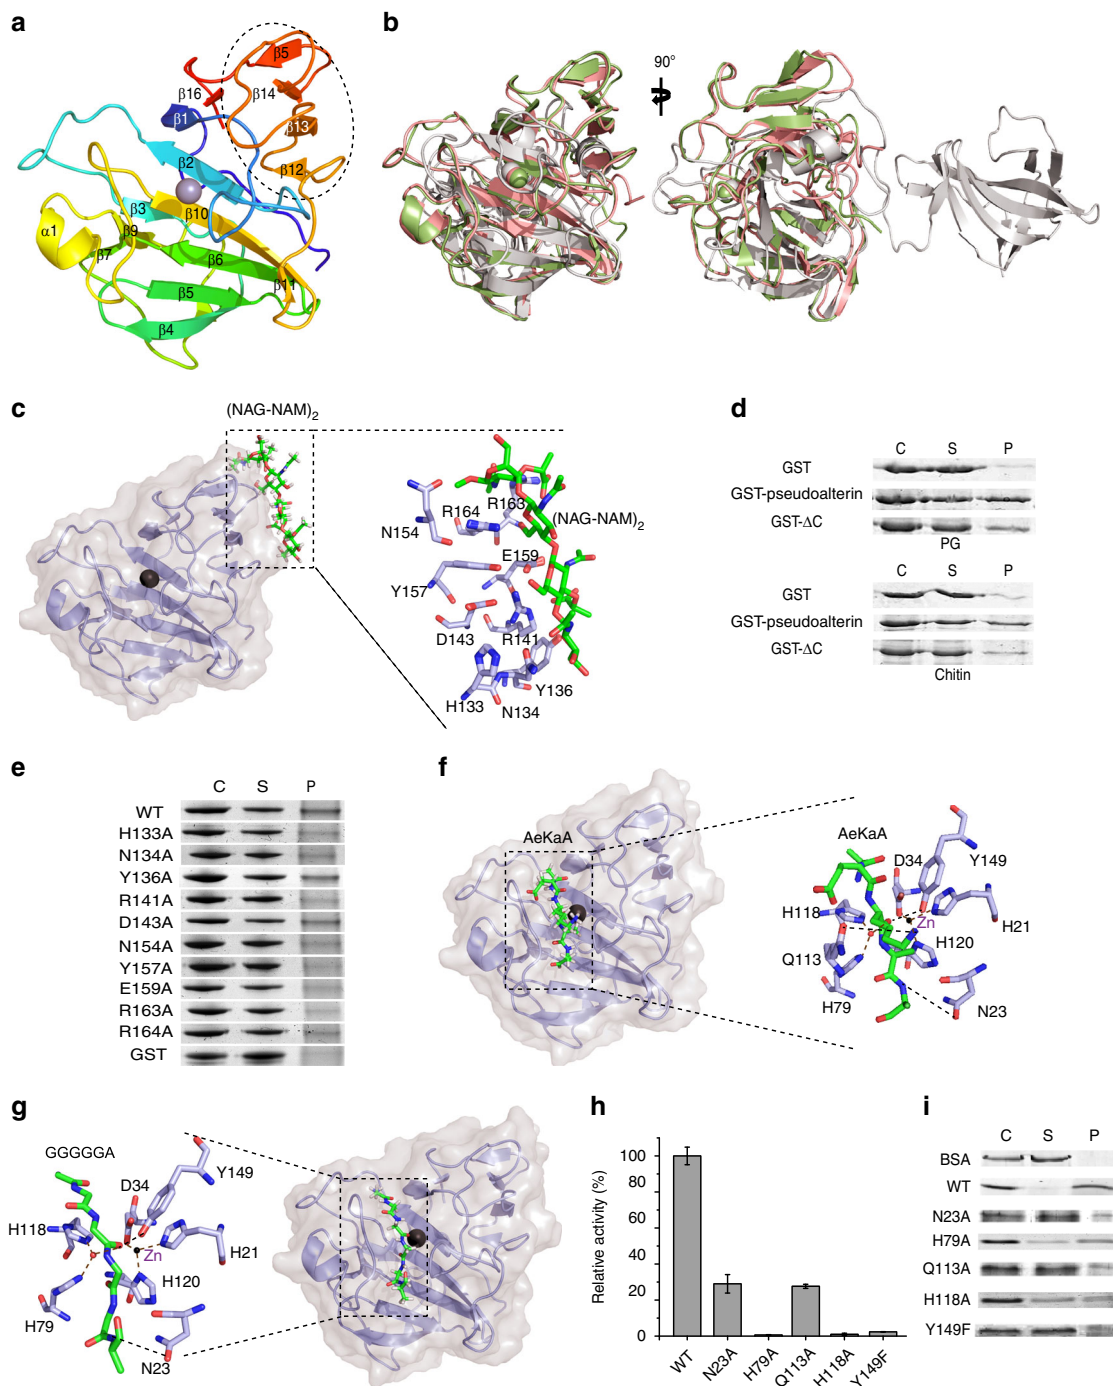 a
β5
β16
β14
β1
β13
β2
β12
β3
β10
α1
β9
β7
β6
β11
β5
β4
b
90°
c
(NAG-NAM)2
R163
R164
(NAG-NAM)2
N154
E159
Y157
D143
R141
Y136
H133
N134
d
C S P
GST
GST-pseudoalterin
GST-ΔC
PG
C S P
GST
GST-pseudoalterin
GST-ΔC
Chitin
e
C S P
WT
H133A
N134A
Y136A
R141A
D143A
N154A
Y157A
E159A
R163A
R164A
GST
f
AeKaA
AeKaA
D34
Y149
H118
Zn
H21
H120
Q113
H79
N23
g
GGGGGA
Y149
D34
H118
Zn
H21
H120
H79
N23
h
Relative activity (%)
100
80
60
40
20
0
WT
N23A
H79A
Q113A
H118A
Y149F
i
C S P
BSA
WT
N23A
H79A
Q113A
H118A
Y149F